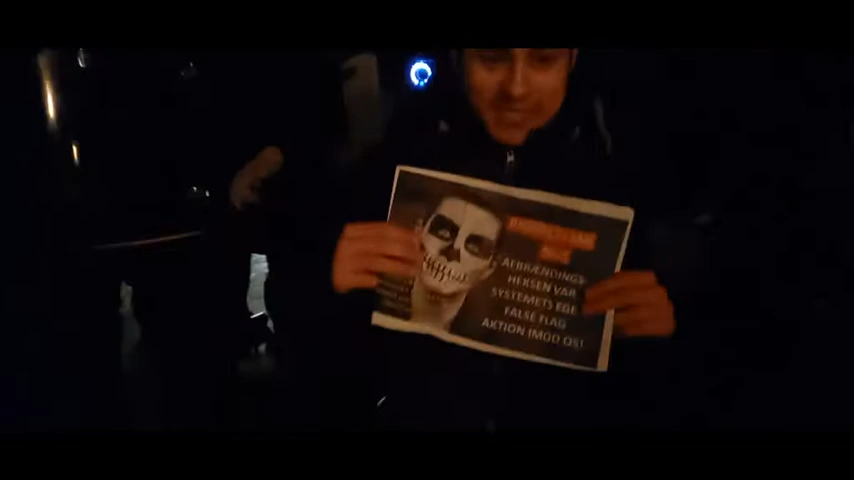 AFBRÆNDINGS-
HEKSEN VAR
SYSTEMETS EGE
FALSE FLAG
AKTION IMOD OS!